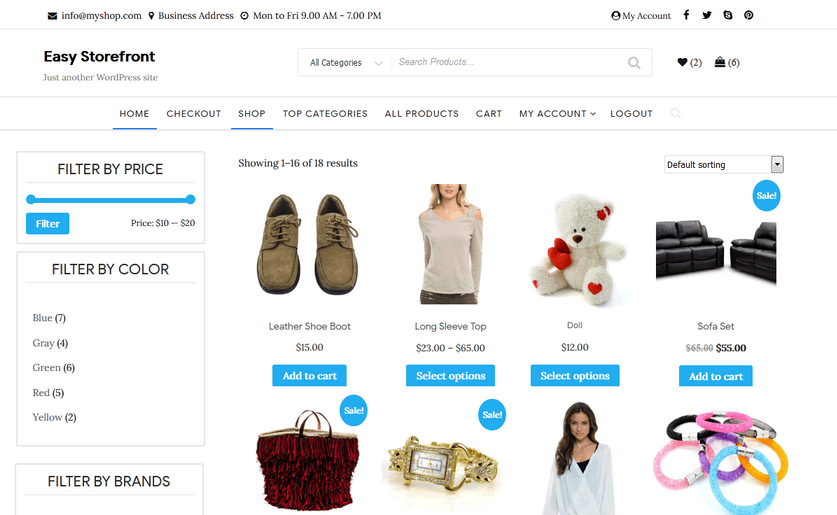 info@myshop.com Business Address Mon to Fri 9.00 AM - 7.00 PM My Account
Easy Storefront
Just another WordPress site
All Categories Search Products... (2) (6)
HOME CHECKOUT SHOP TOP CATEGORIES ALL PRODUCTS CART MY ACCOUNT LOGOUT
FILTER BY PRICE
Filter Price: $10 — $20
FILTER BY COLOR
Blue (7)
Gray (4)
Green (6)
Red (5)
Yellow (2)
FILTER BY BRANDS
Showing 1–16 of 18 results Default sorting
Sale!
Leather Shoe Boot Long Sleeve Top Doll Sofa Set
$15.00 $23.00 – $65.00 $12.00 $65.00 $55.00
Add to cart Select options Select options Add to cart
Sale! Sale!